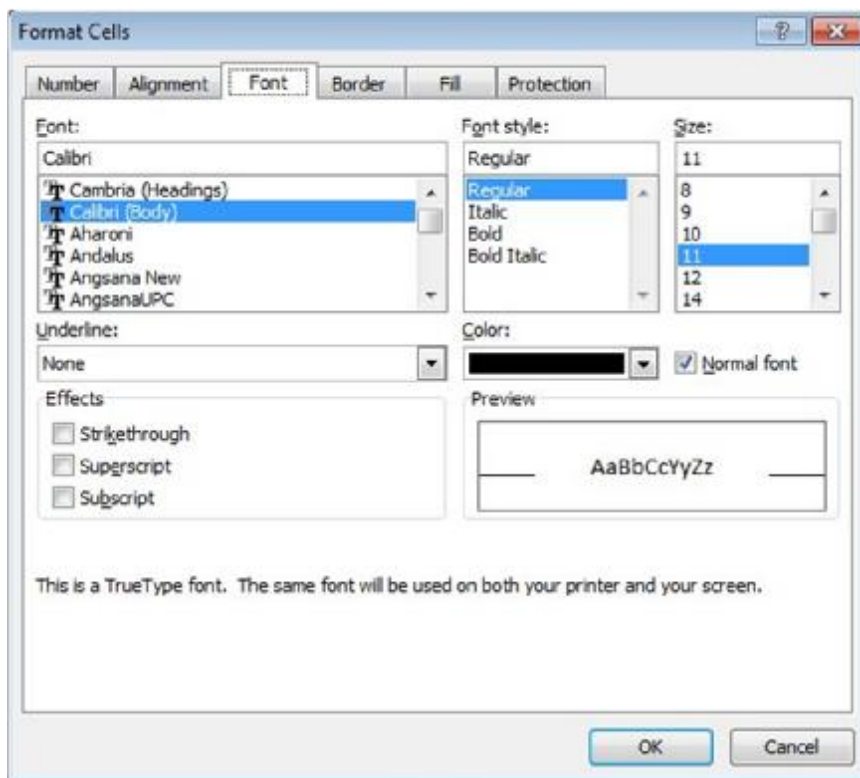 Format Cells
Number Alignment Font Border Fill Protection
Font: Font style: Size:
Calibri Regular 11
Cambria (Headings) Regular 8
Calibri (Body) Italic 9
Aharoni Bold 10
Andalus Bold Italic 11
Angsana New 12
AngsanaUPC 14
Underline: Color:
None Normal font
Effects Preview
Strikethrough
Superscript AaBbCcYyZz
Subscript
This is a TrueType font. The same font will be used on both your printer and your screen.
OK Cancel